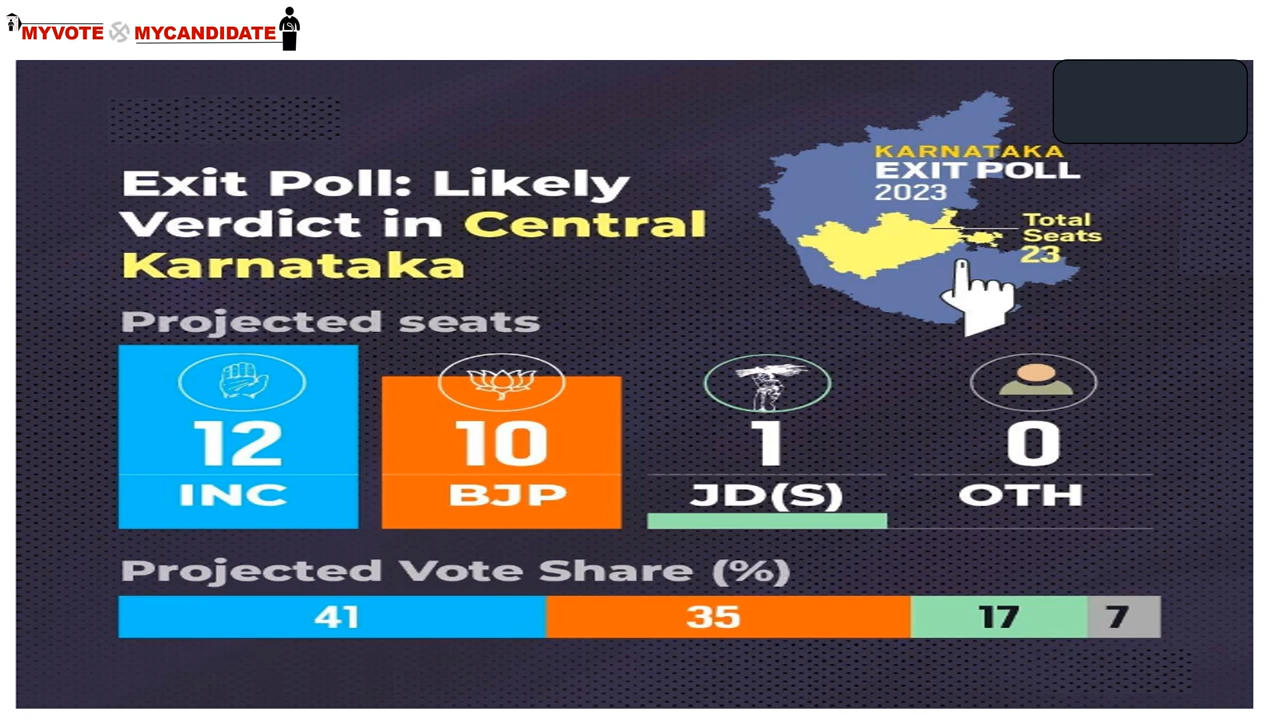 MYVOTE MYCANDIDATE
KARNATAKA
EXIT POLL
2023
Total
Seats
23
Exit Poll: Likely
Verdict in Central
Karnataka
Projected seats
12 10 1 0
INC BJP JD(S) OTH
Projected Vote Share (%)
41 35 17 7